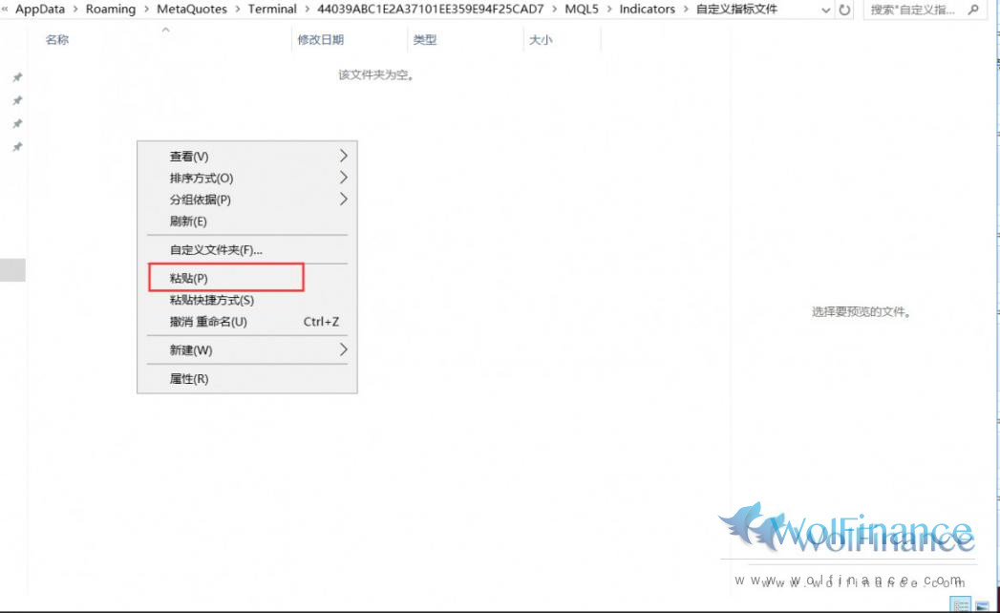 « AppData > Roaming > MetaQuotes > Terminal > 44039ABC1E2A37101EE359E94F25CAD7 > MQL5 > Indicators > 自定义指标文件
搜索"自定义指...
名称 修改日期 类型 大小
该文件夹为空。
查看(V)
排序方式(O)
分组依据(P)
刷新(E)
自定义文件夹(F)...
粘贴(P)
粘贴快捷方式(S)
撤消 重命名(U) Ctrl+Z
新建(W)
属性(R)
选择要预览的文件。
WolFinance
WolFinance
www.wolfinance.com
www.wolfinance.com